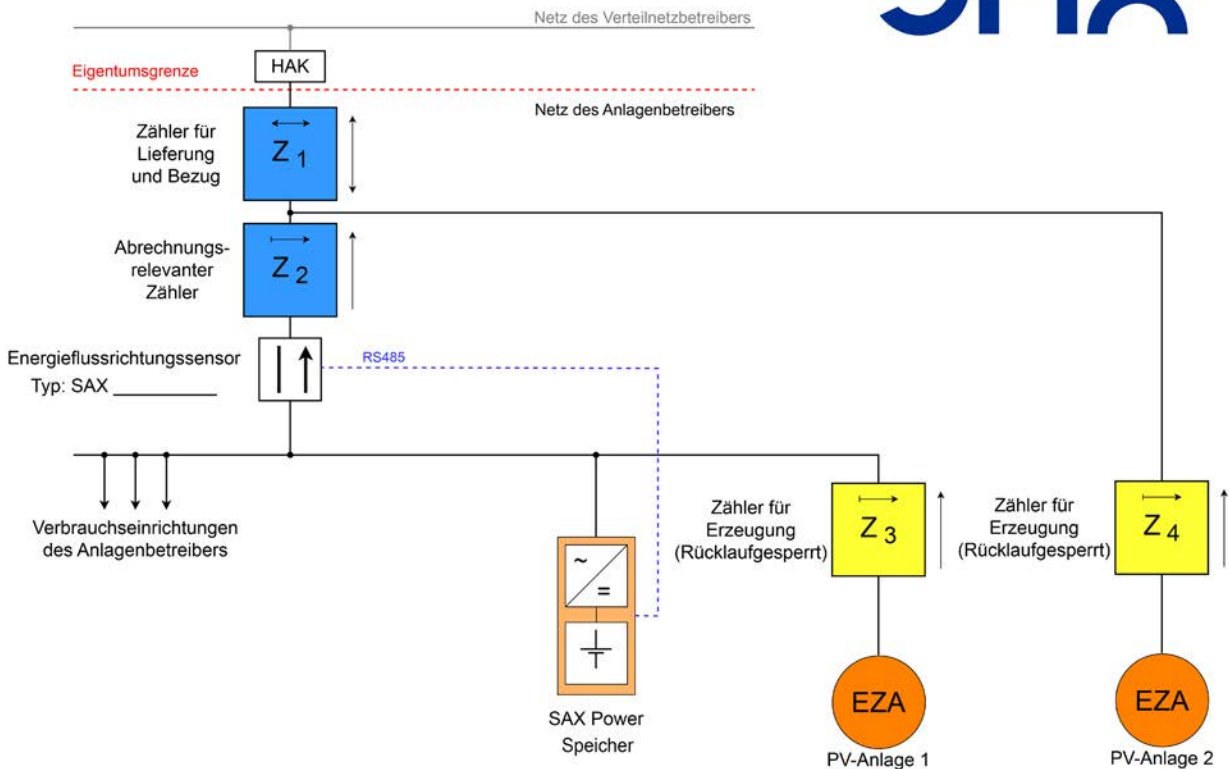 Netz des Verteilnetzbetreibers
HAK
Eigentumsgrenze
Netz des Anlagenbetreibers
Zähler für
Lieferung
und Bezug
Z 1
Abrechnungs-
relevanter
Zähler
Z 2
Energieflussrichtungssensor
Typ: SAX __________
RS485
Verbrauchseinrichtungen
des Anlagenbetreibers
SAX Power
Speicher
Zähler für
Erzeugung
(Rücklaufgesperrt)
Z 3
EZA
PV-Anlage 1
Zähler für
Erzeugung
(Rücklaufgesperrt)
Z 4
EZA
PV-Anlage 2